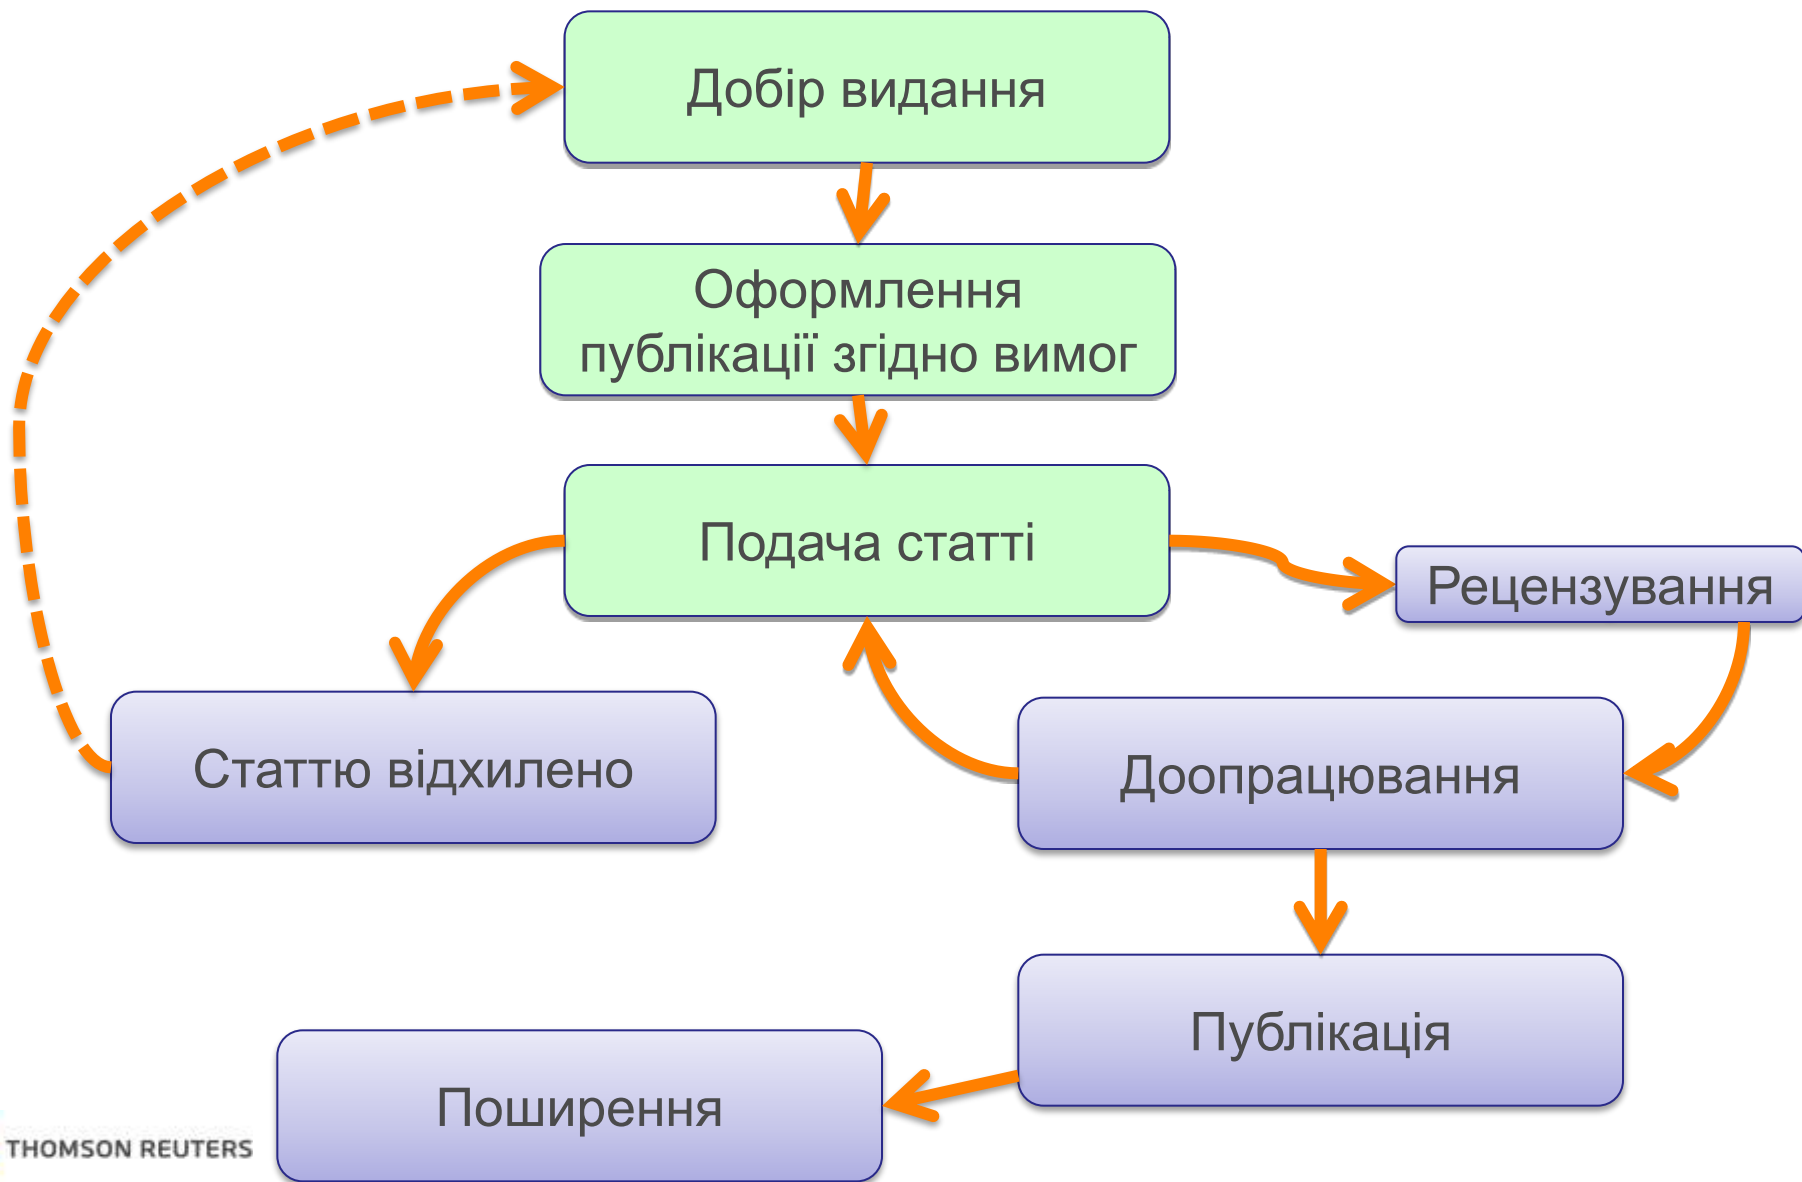 Добір видання
Оформлення
публікації згідно вимог
Подача статті
Рецензування
Статтю відхилено
Доопрацювання
Публікація
Поширення
THOMSON REUTERS